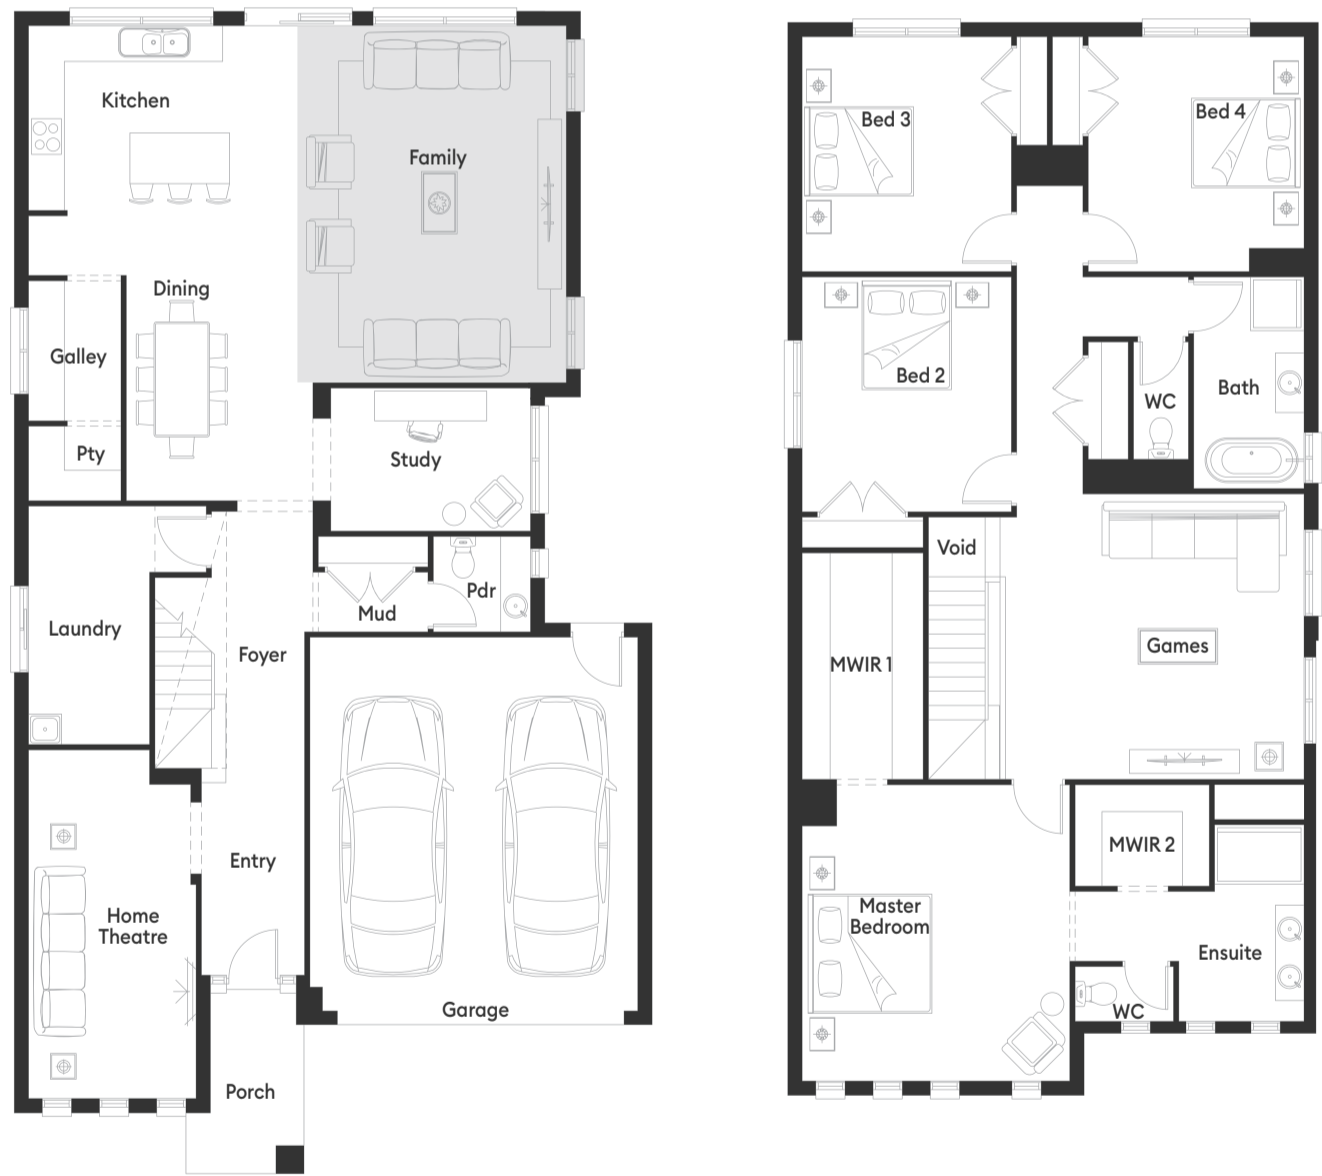 Kitchen
Family
Dining
Galley
Pty
Study
Pdr
Mud
Laundry
Foyer
Entry
Home
Theatre
Garage
Porch
Bed 3
Bed 4
Bed 2
WC
Bath
Void
Games
MWIR 1
MWIR 2
Master
Bedroom
Ensuite
WC